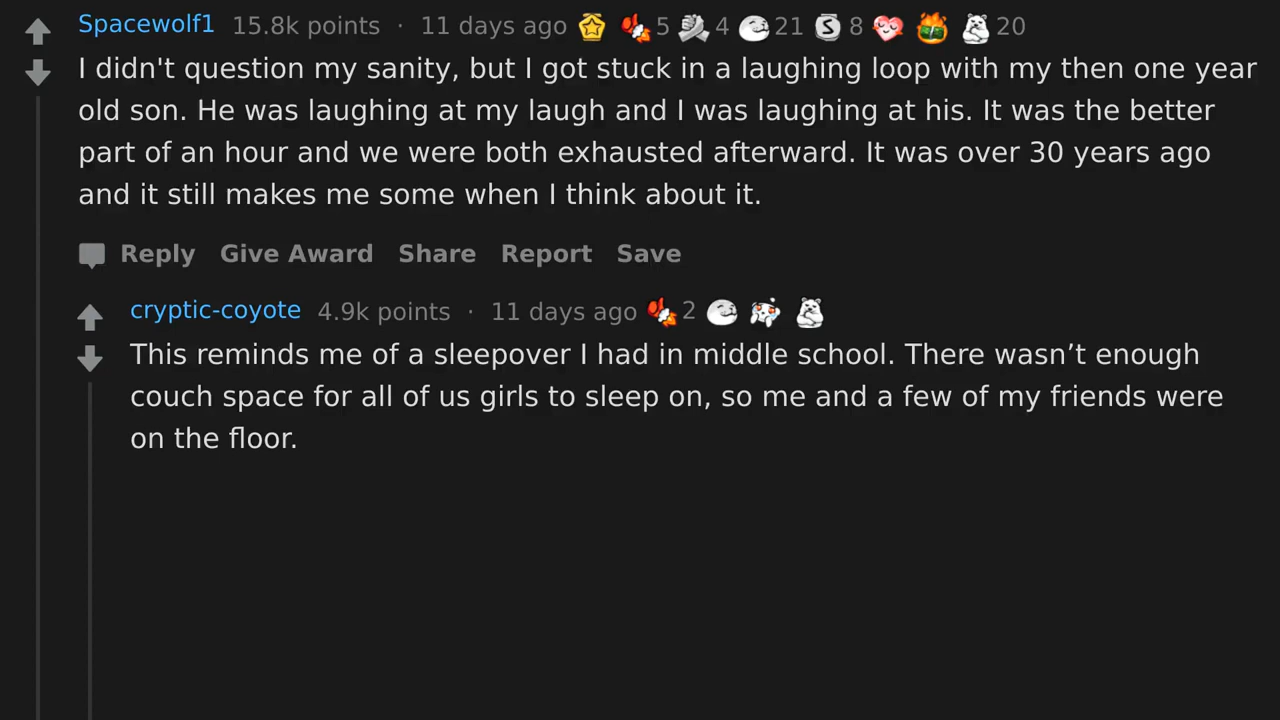 Spacewolf1 15.8k points · 11 days ago 5 4 21 S 8 20
I didn't question my sanity, but I got stuck in a laughing loop with my then one year
old son. He was laughing at my laugh and I was laughing at his. It was the better
part of an hour and we were both exhausted afterward. It was over 30 years ago
and it still makes me some when I think about it.
Reply Give Award Share Report Save
cryptic-coyote 4.9k points · 11 days ago 2
This reminds me of a sleepover I had in middle school. There wasn’t enough
couch space for all of us girls to sleep on, so me and a few of my friends were
on the floor.